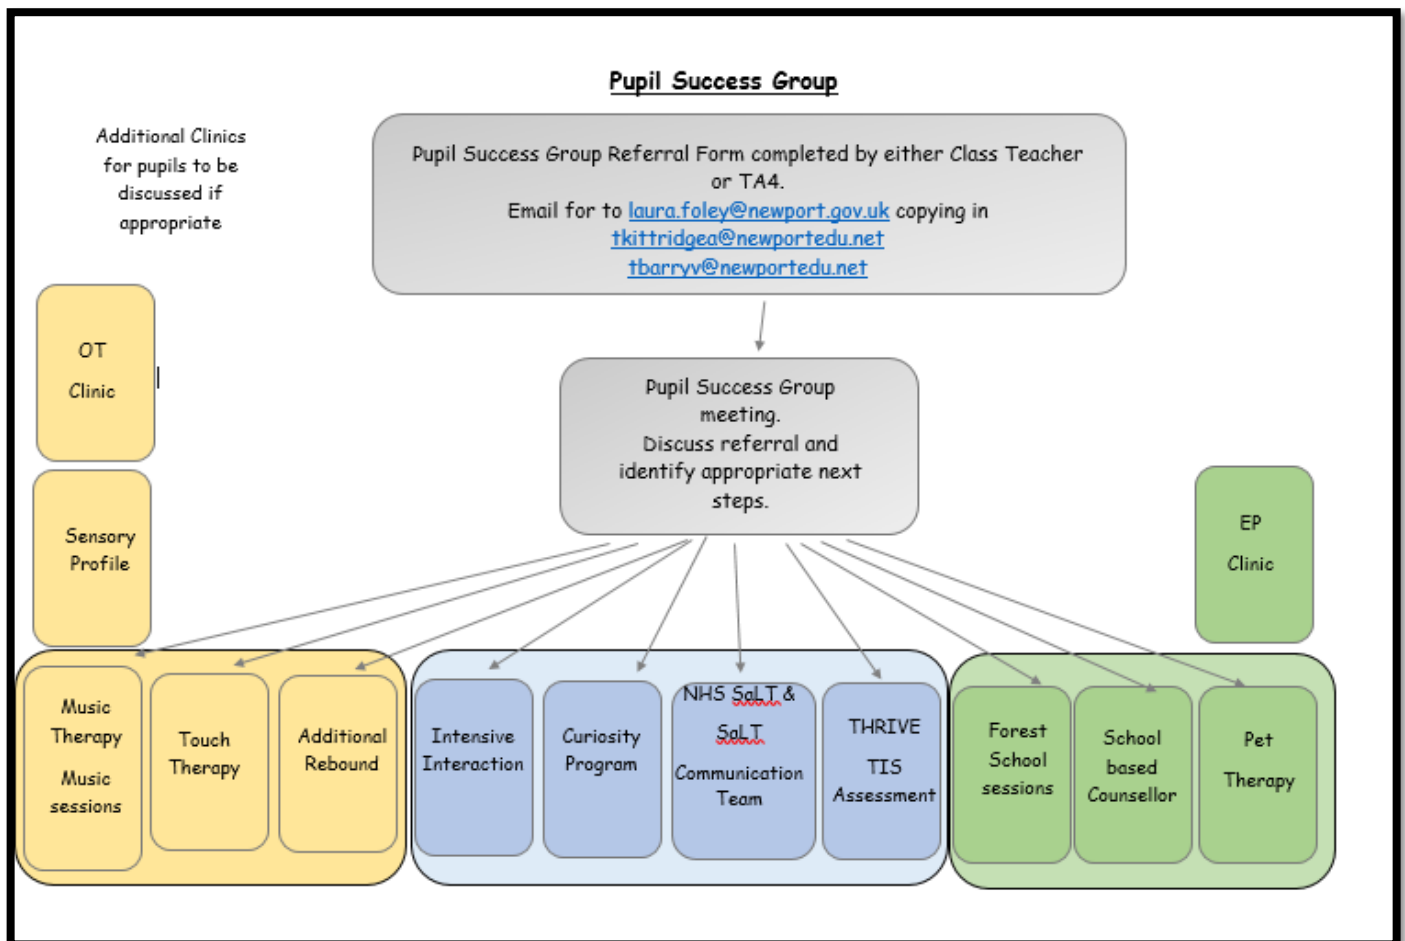 Pupil Success Group
Additional Clinics
for pupils to be
discussed if
appropriate
Pupil Success Group Referral Form completed by either Class Teacher
or TA4.
Email for to laura.foley@newport.gov.uk copying in
tkittridgea@newportedu.net
tbarryv@newportedu.net
OT
Clinic
Pupil Success Group
meeting.
Discuss referral and
identify appropriate next
steps.
Sensory
Profile
EP
Clinic
Music
Therapy
Music
sessions
Touch
Therapy
Additional
Rebound
Intensive
Interaction
Curiosity
Program
NHS SaLT &
SaLT
Communication
Team
THRIVE
TIS
Assessment
Forest
School
sessions
School
based
Counsellor
Pet
Therapy